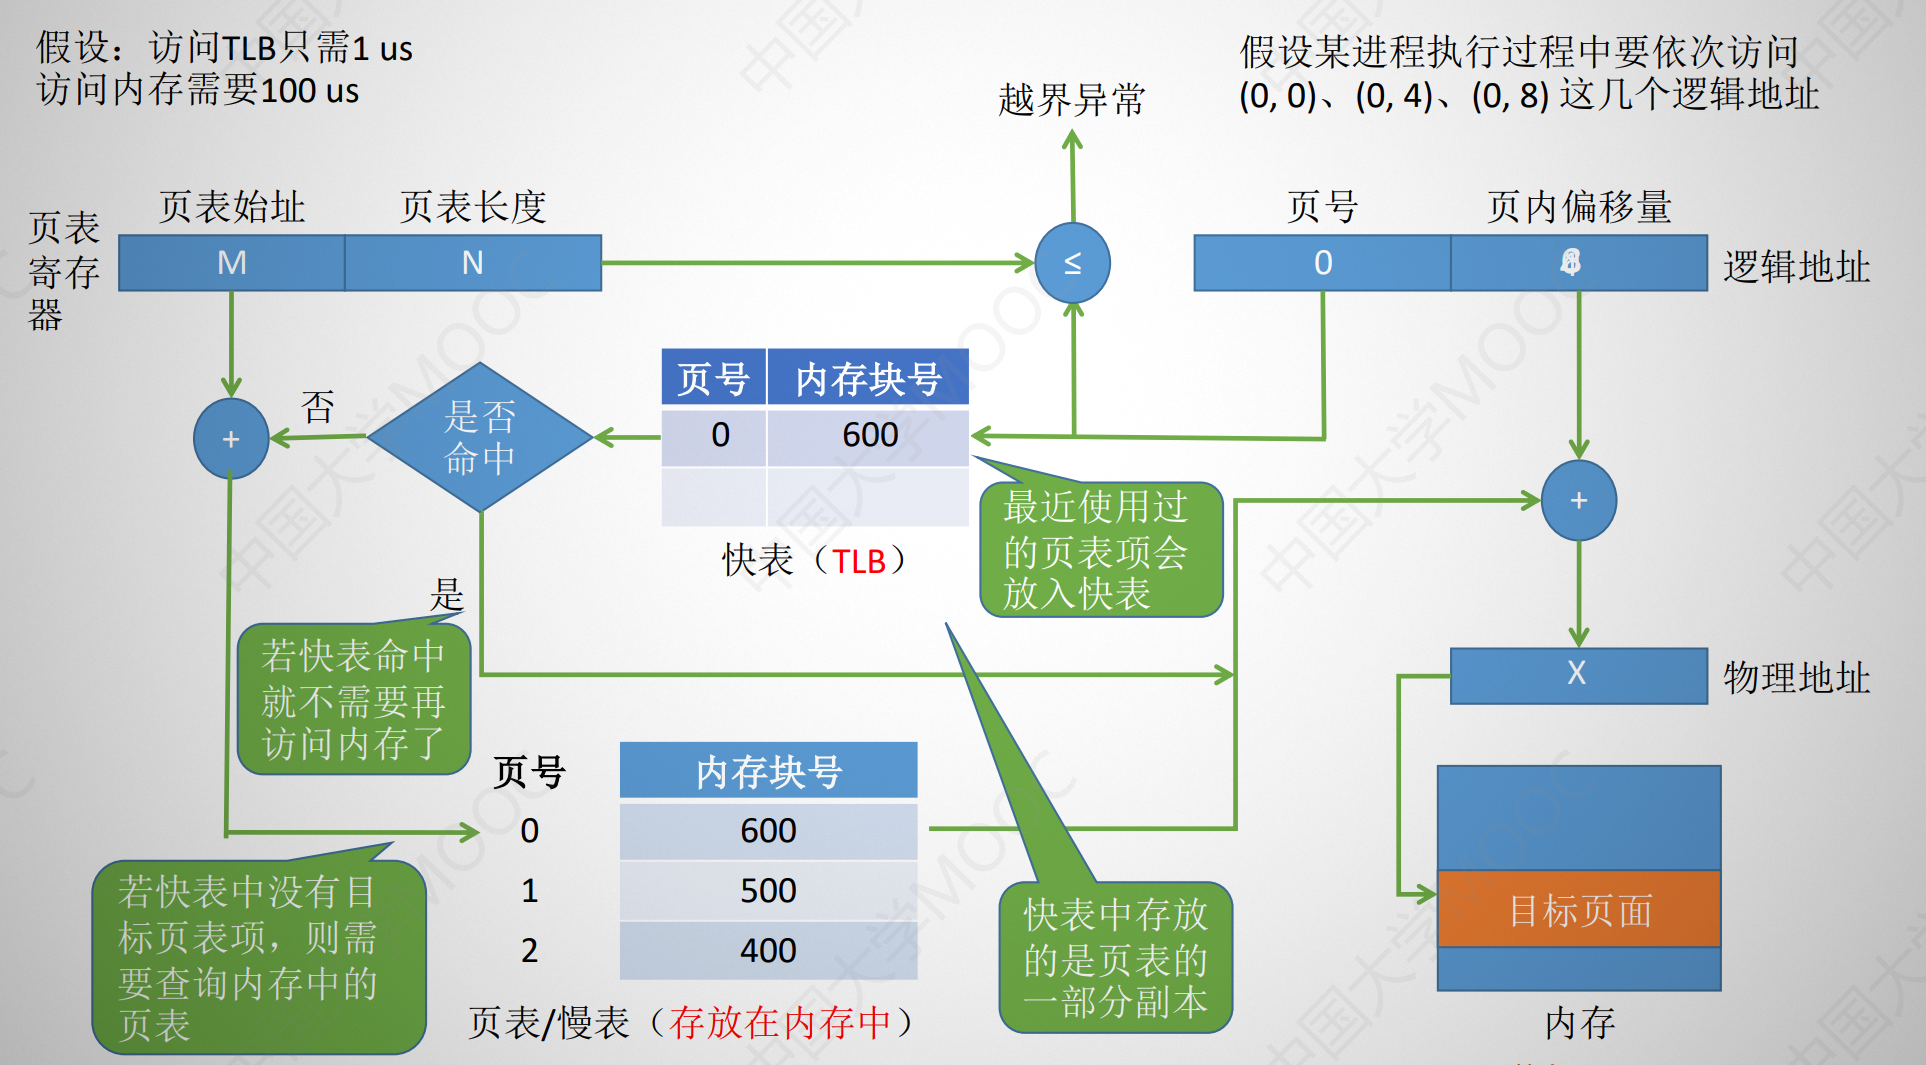 假设：访问TLB只需1 us
访问内存需要100 us
假设某进程执行过程中要依次访问
(0, 0)、(0, 4)、(0, 8) 这几个逻辑地址
越界异常
页表始址
页表长度
页表
寄存
器
M
N
≤
页号
页内偏移量
0
逻辑地址
页号
内存块号
0
600
快表（TLB）
是否
命中
否
是
+
+
最近使用过
的页表项会
放入快表
若快表命中
就不需要再
访问内存了
X
物理地址
页号
内存块号
0
600
1
500
2
400
页表/慢表（存放在内存中）
若快表中没有目
标页表项，则需
要查询内存中的
页表
快表中存放
的是页表的
一部分副本
目标页面
内存
中国大学MOOC